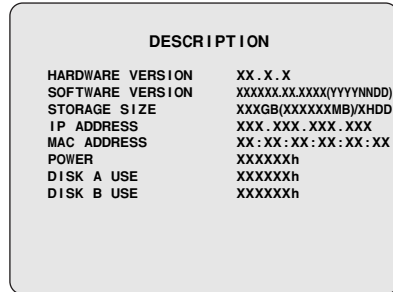 DESCRIPTION
HARDWARE VERSION XX.X.X
SOFTWARE VERSION XXXXXX.XX.XXXX(YYYYNNDD)
STORAGE SIZE XXXGB(XXXXXXMB)/XHDD
IP ADDRESS XXX.XXX.XXX.XXX
MAC ADDRESS XX:XX:XX:XX:XX:XX
POWER XXXXXXh
DISK A USE XXXXXXh
DISK B USE XXXXXXh